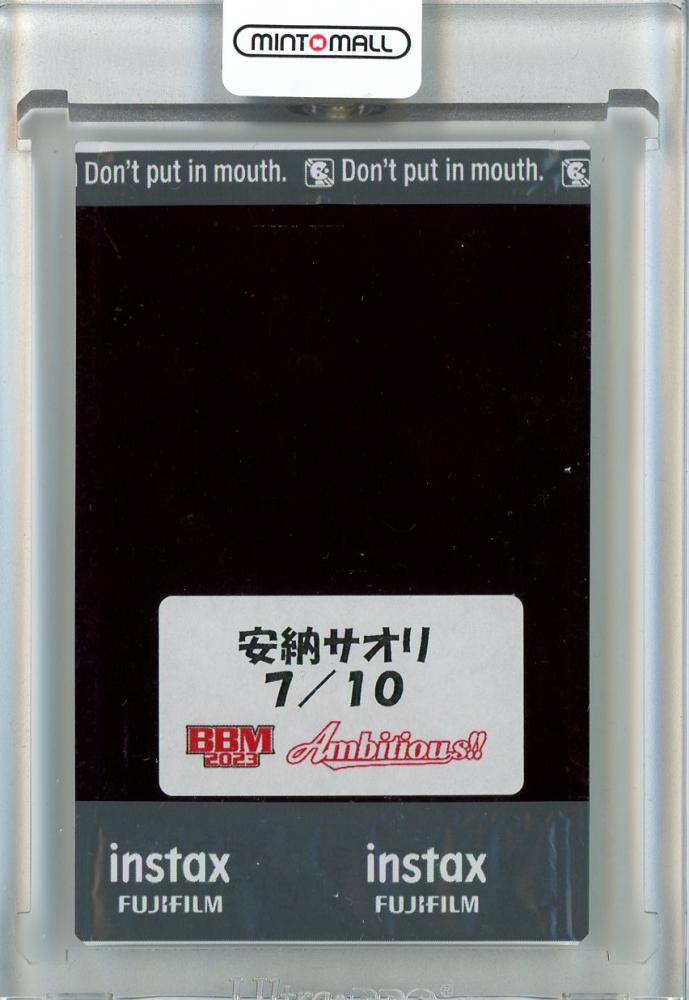 MINTMALL
Don't put in mouth. Don't put in mouth.
安納サオリ
7/10
BBM
2023
Ambitious!!
instax instax
FUJIFILM FUJIFILM